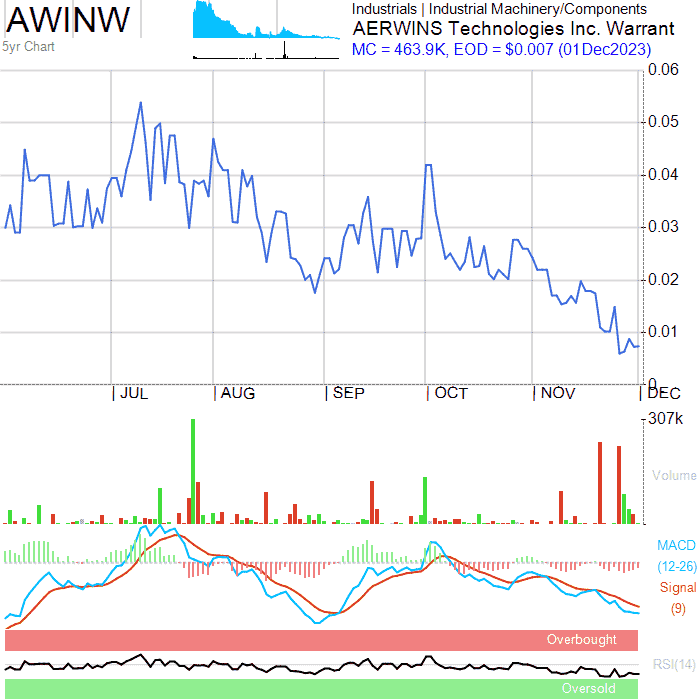 AWINW
5yr Chart
Industrials | Industrial Machinery/Components
AERWINS Technologies Inc. Warrant
MC = 463.9K, EOD = $0.007 (01Dec2023)
0.06
0.05
0.04
0.03
0.02
0.01
0
JUL AUG SEP OCT NOV DEC
307k
Volume
MACD
(12-26)
Signal
(9)
Overbought
RSI(14)
Oversold